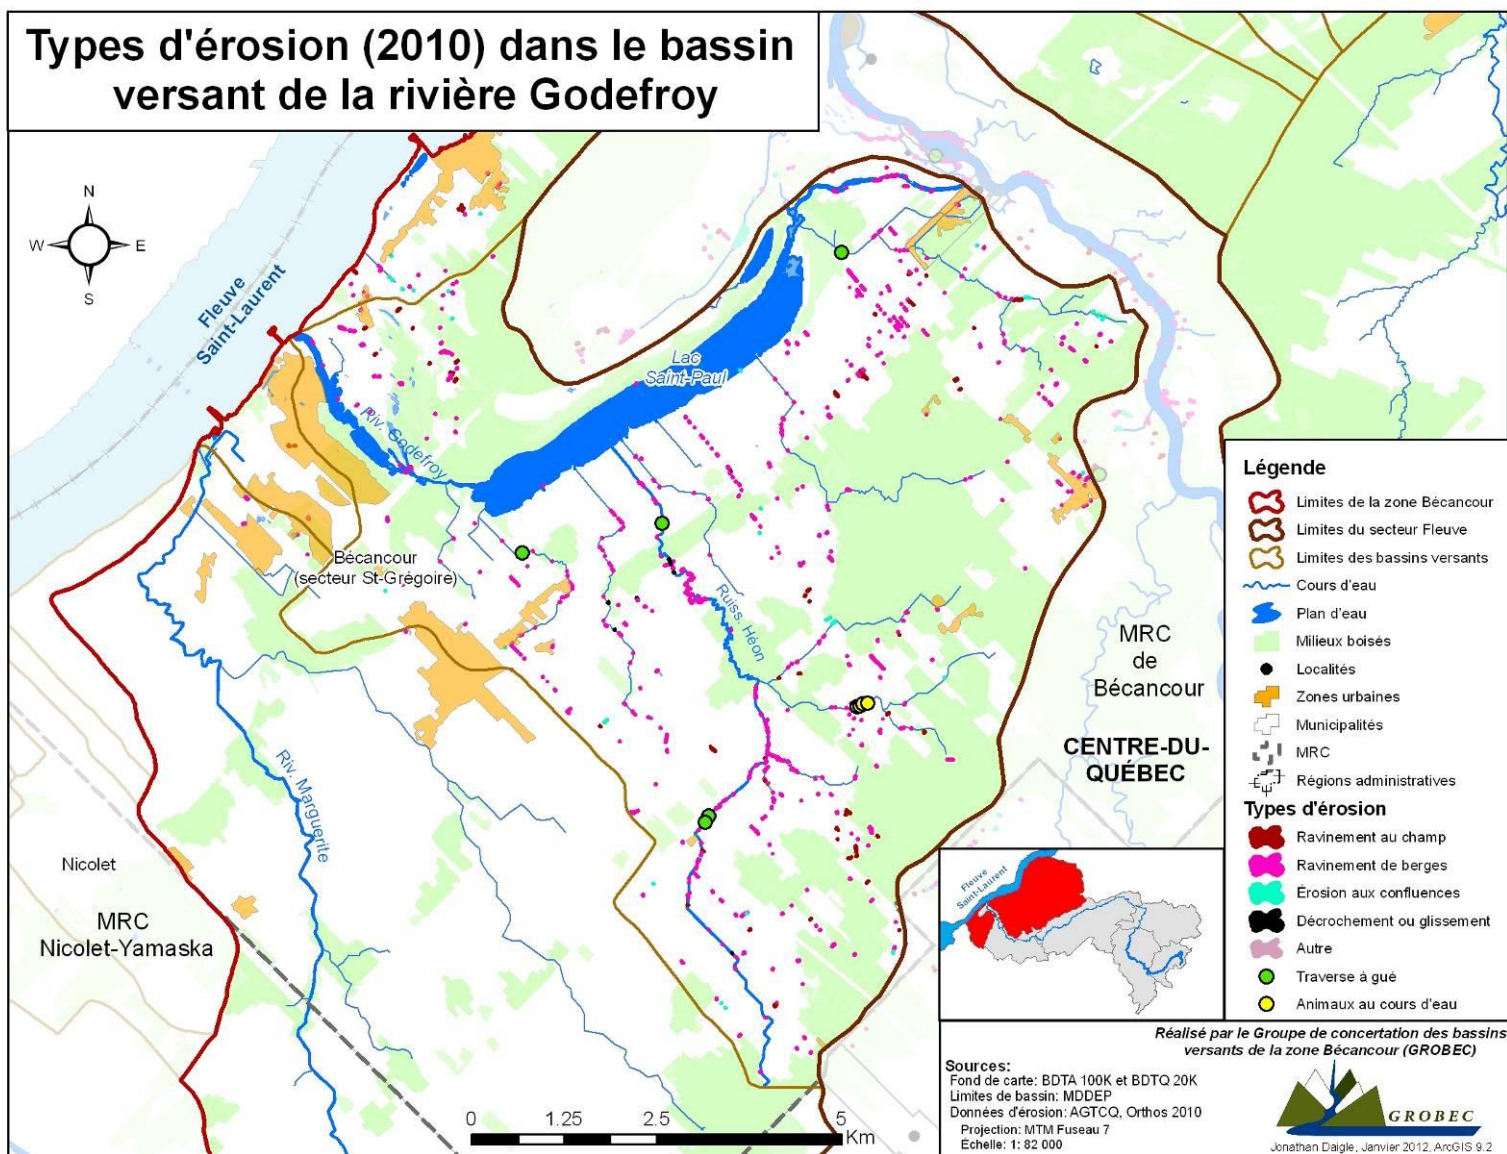 Types d'érosion (2010) dans le bassin
versant de la rivière Godefroy
N
W
E
S
Fleuve
Saint-Laurent
Lac
Saint-Paul
Riv. Godefroy
Bécancour
(secteur St-Grégoire)
Ruiss. Héon
Riv. Marguerite
MRC
de
Bécancour
CENTRE-DU-
QUÉBEC
Nicolet
MRC
Nicolet-Yamaska
Légende
Limites de la zone Bécancour
Limites du secteur Fleuve
Limites des bassins versants
Cours d'eau
Plan d'eau
Milieux boisés
Localités
Zones urbaines
Municipalités
MRC
Régions administratives
Types d'érosion
Ravinement au champ
Ravinement de berges
Érosion aux confluences
Décrochement ou glissement
Autre
Traverse à gué
Animaux au cours d'eau
Fleuve
Saint-Laurent
0 1.25 2.5 5
Km
Réalisé par le Groupe de concertation des bassins
versants de la zone Bécancour (GROBEC)
Sources:
Fond de carte: BDTA 100K et BDTQ 20K
Limites de bassin: MDDEP
Données d'érosion: AGTCQ, Orthos 2010
Projection: MTM Fuseau 7
Échelle: 1: 82 000
GROBEC
Jonathan Daigle, Janvier 2012, ArcGIS 9.2